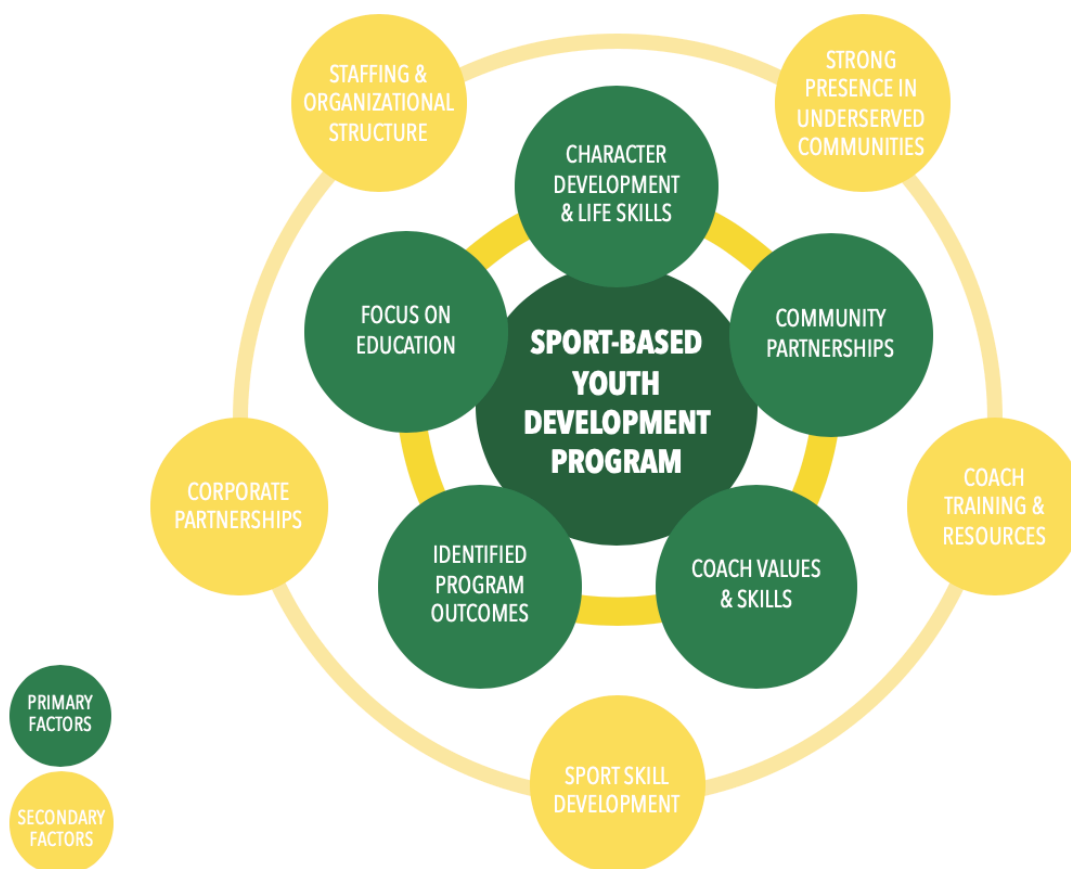 STAFFING &
ORGANIZATIONAL
STRUCTURE
STRONG
PRESENCE IN
UNDERSERVED
COMMUNITIES
CHARACTER
DEVELOPMENT
& LIFE SKILLS
FOCUS ON
EDUCATION
COMMUNITY
PARTNERSHIPS
SPORT-BASED
YOUTH
DEVELOPMENT
PROGRAM
CORPORATE
PARTNERSHIPS
COACH
TRAINING &
RESOURCES
IDENTIFIED
PROGRAM
OUTCOMES
COACH VALUES
& SKILLS
SPORT SKILL
DEVELOPMENT
PRIMARY
FACTORS
SECONDARY
FACTORS